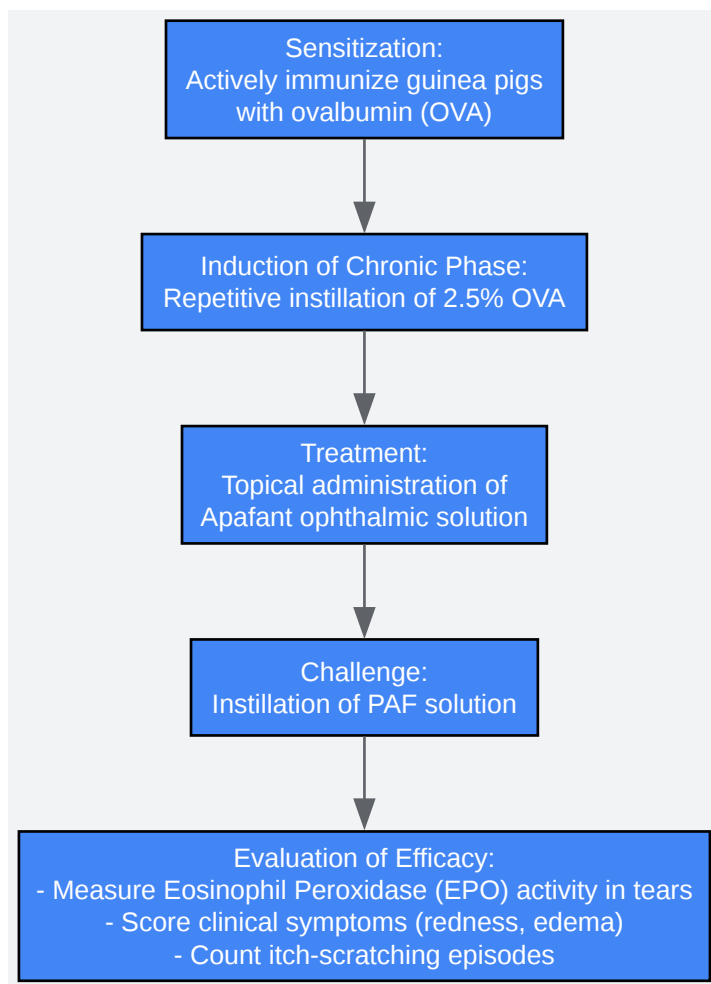 Sensitization:
Actively immunize guinea pigs
with ovalbumin (OVA)
Induction of Chronic Phase:
Repetitive instillation of 2.5% OVA
Treatment:
Topical administration of
Apafant ophthalmic solution
Challenge:
Instillation of PAF solution
Evaluation of Efficacy:
- Measure Eosinophil Peroxidase (EPO) activity in tears
- Score clinical symptoms (redness, edema)
- Count itch-scratching episodes